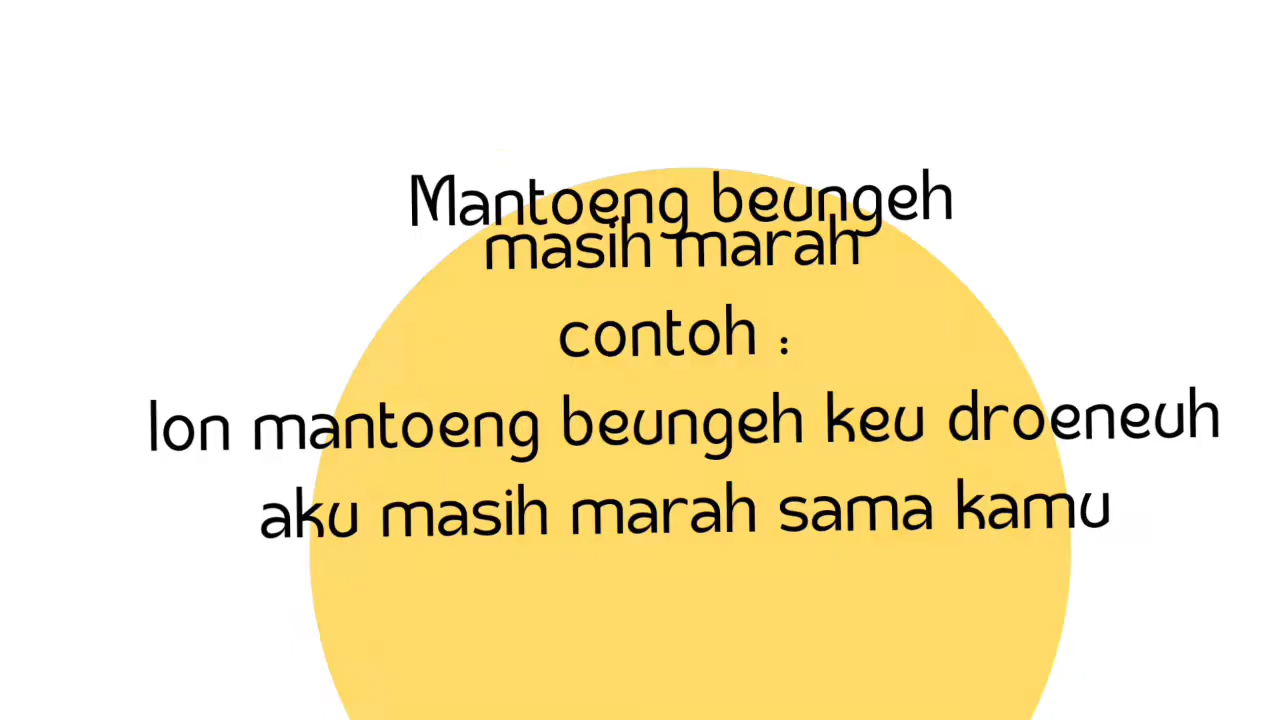 Mantoeng beungeh
masih marah
contoh :
lon mantoeng beungeh keu droeneuh
aku masih marah sama kamu